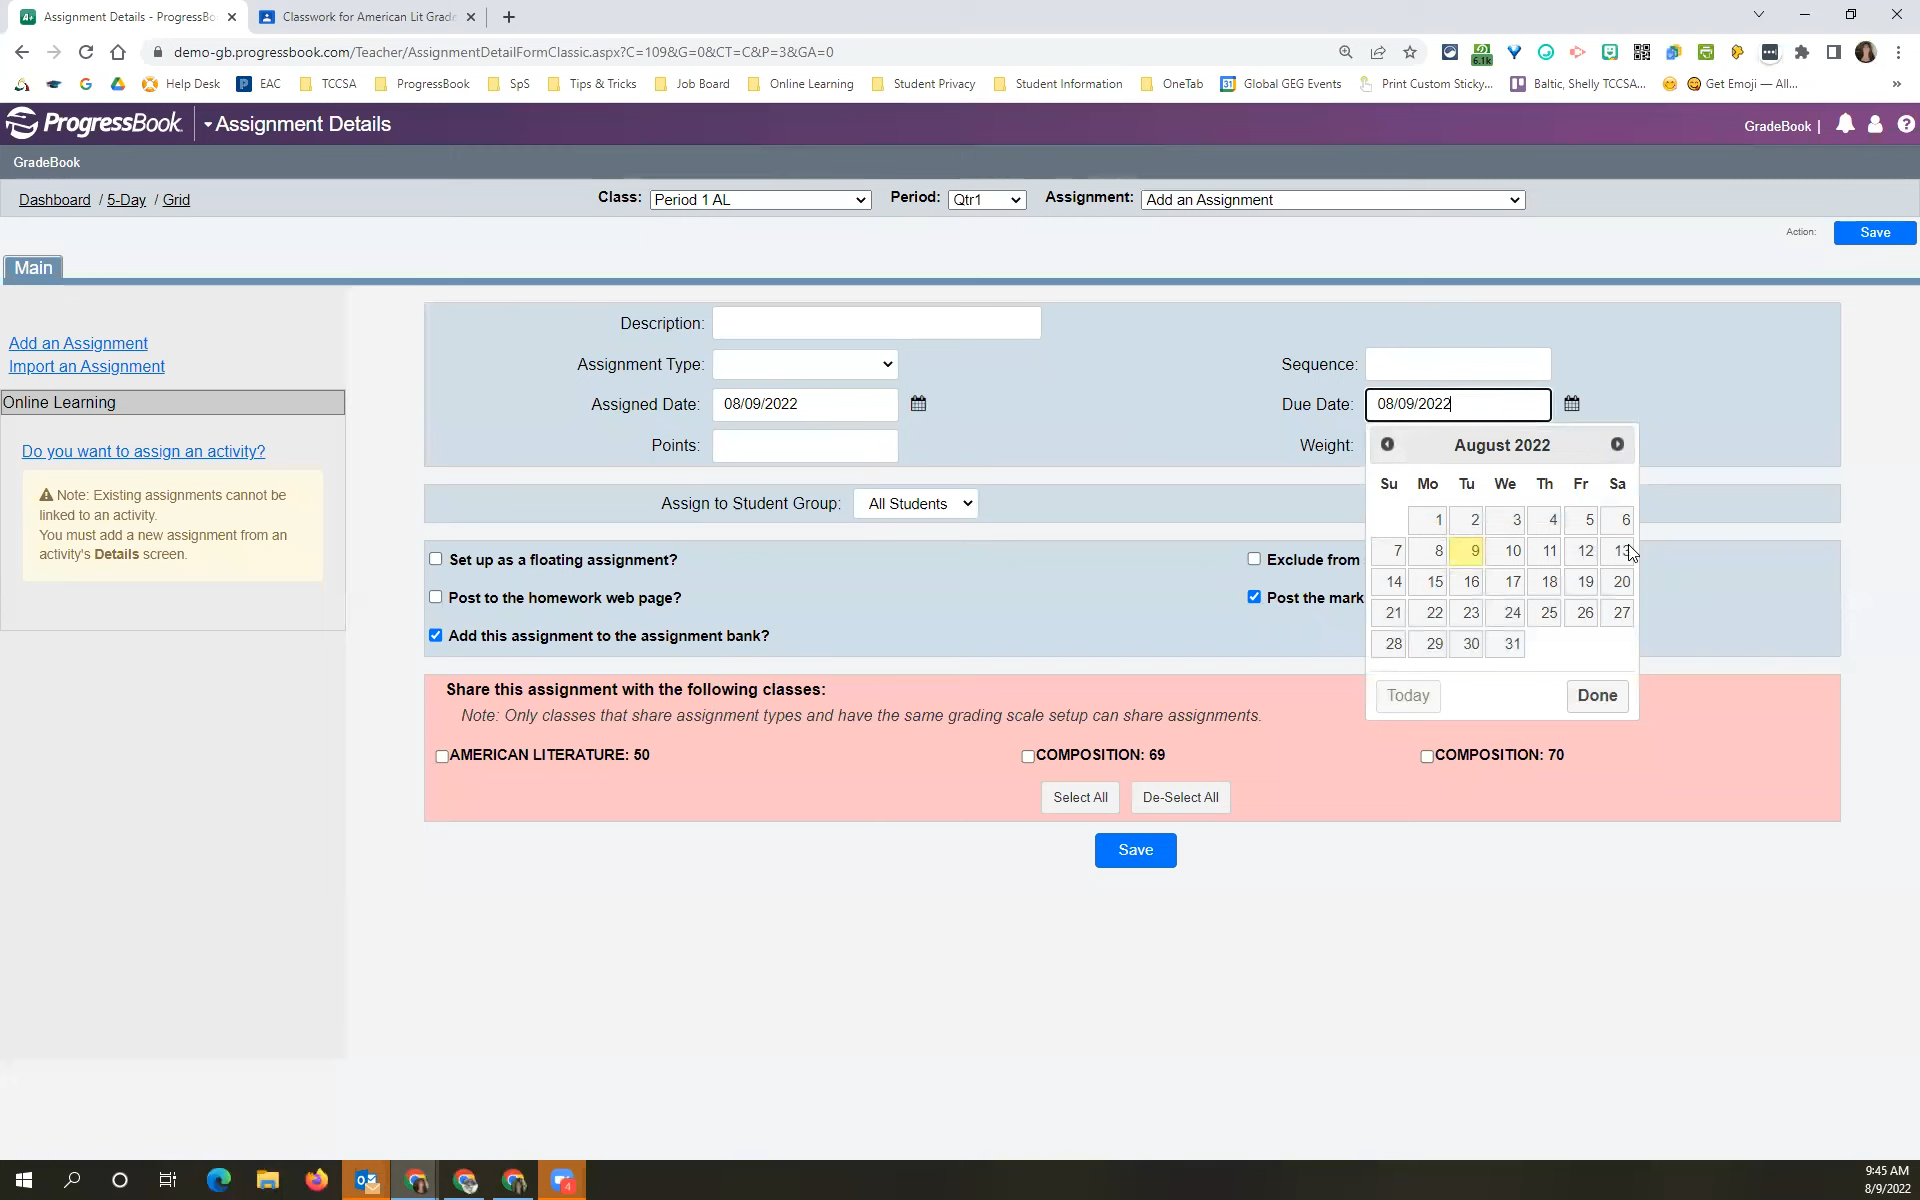 Assignment Details - ProgressBo
Classwork for American Lit Grade
demo-gb.progressbook.com/Teacher/AssignmentDetailFormClassic.aspx?C=109&G=0&CT=C&P=3&GA=0
6.1k
Help Desk
EAC
TCCSA
ProgressBook
SpS
Tips & Tricks
Job Board
Online Learning
Student Privacy
Student Information
OneTab
Global GEG Events
Print Custom Sticky...
Baltic, Shelly TCCSA...
Get Emoji — All...
»
ProgressBook
Assignment Details
GradeBook |
GradeBook
Dashboard / 5-Day / Grid
Class: Period 1 AL
Period: Qtr1
Assignment: Add an Assignment
Action: Save
Main
Add an Assignment
Import an Assignment
Online Learning
Do you want to assign an activity?
Note: Existing assignments cannot be
linked to an activity.
You must add a new assignment from an
activity's Details screen.
Description:
Assignment Type:
Sequence:
Assigned Date: 08/09/2022
Due Date: 08/09/2022
Points:
Weight:
August 2022
Su Mo Tu We Th Fr Sa
1 2 3 4 5 6
7 8 9 10 11 12 13
14 15 16 17 18 19 20
21 22 23 24 25 26 27
28 29 30 31
Today Done
Assign to Student Group: All Students
Set up as a floating assignment?
Exclude from
Post to the homework web page?
Post the mark
Add this assignment to the assignment bank?
Share this assignment with the following classes:
Note: Only classes that share assignment types and have the same grading scale setup can share assignments.
AMERICAN LITERATURE: 50
COMPOSITION: 69
COMPOSITION: 70
Select All
De-Select All
Save
4
9:45 AM
8/9/2022